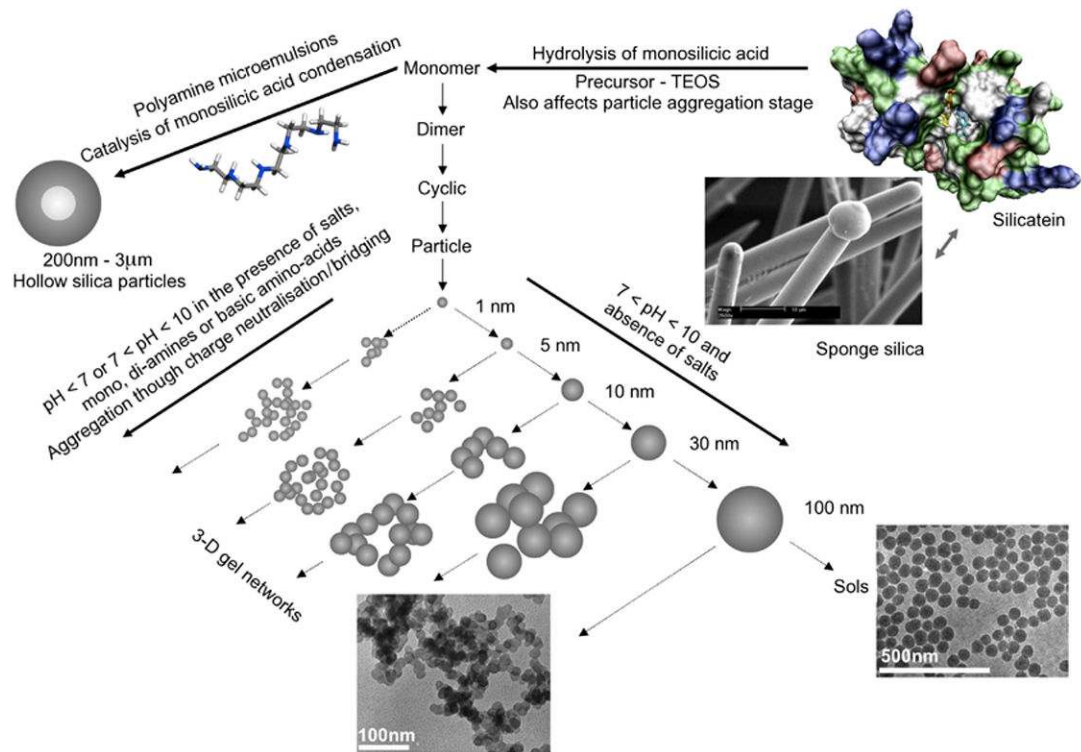 Polyamine microemulsions
Catalysis of monosilicic acid condensation
Monomer
Hydrolysis of monosilicic acid
Precursor - TEOS
Also affects particle aggregation stage
Dimer
Cyclic
Particle
Silicatein
200nm - 3μm
Hollow silica particles
Sponge silica
pH < 7 or 7 < pH < 10 in the presence of salts,
mono, di-amines or basic amino-acids
Aggregation though charge neutralisation/bridging
7 < pH < 10 and
absence of salts
1 nm
5 nm
10 nm
30 nm
100 nm
3-D gel networks
Sols
500nm
100nm